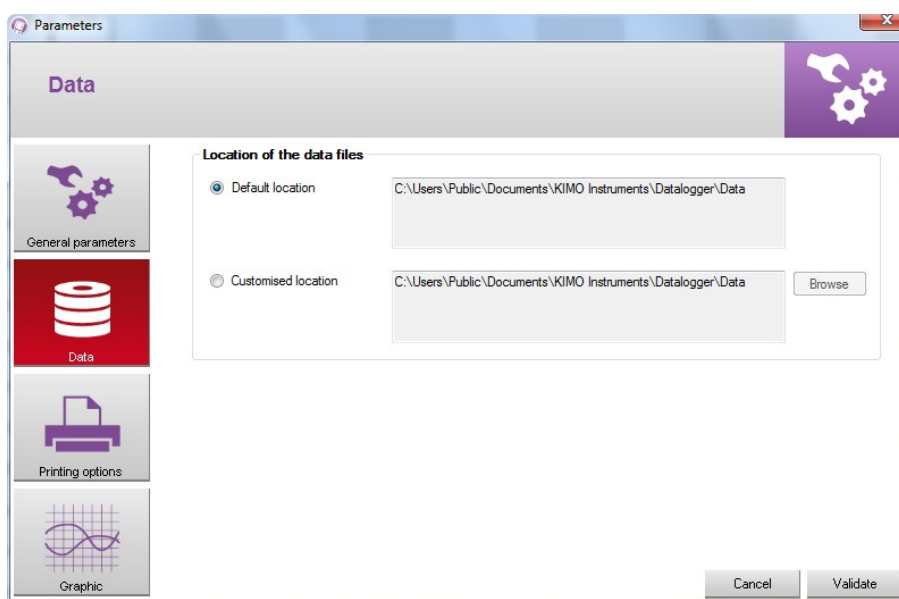 Parameters
Data
General parameters
Data
Printing options
Graphic
Location of the data files
Default location
C:\Users\Public\Documents\KIMO Instruments\Datalogger\Data
Customised location
C:\Users\Public\Documents\KIMO Instruments\Datalogger\Data
Browse
Cancel
Validate